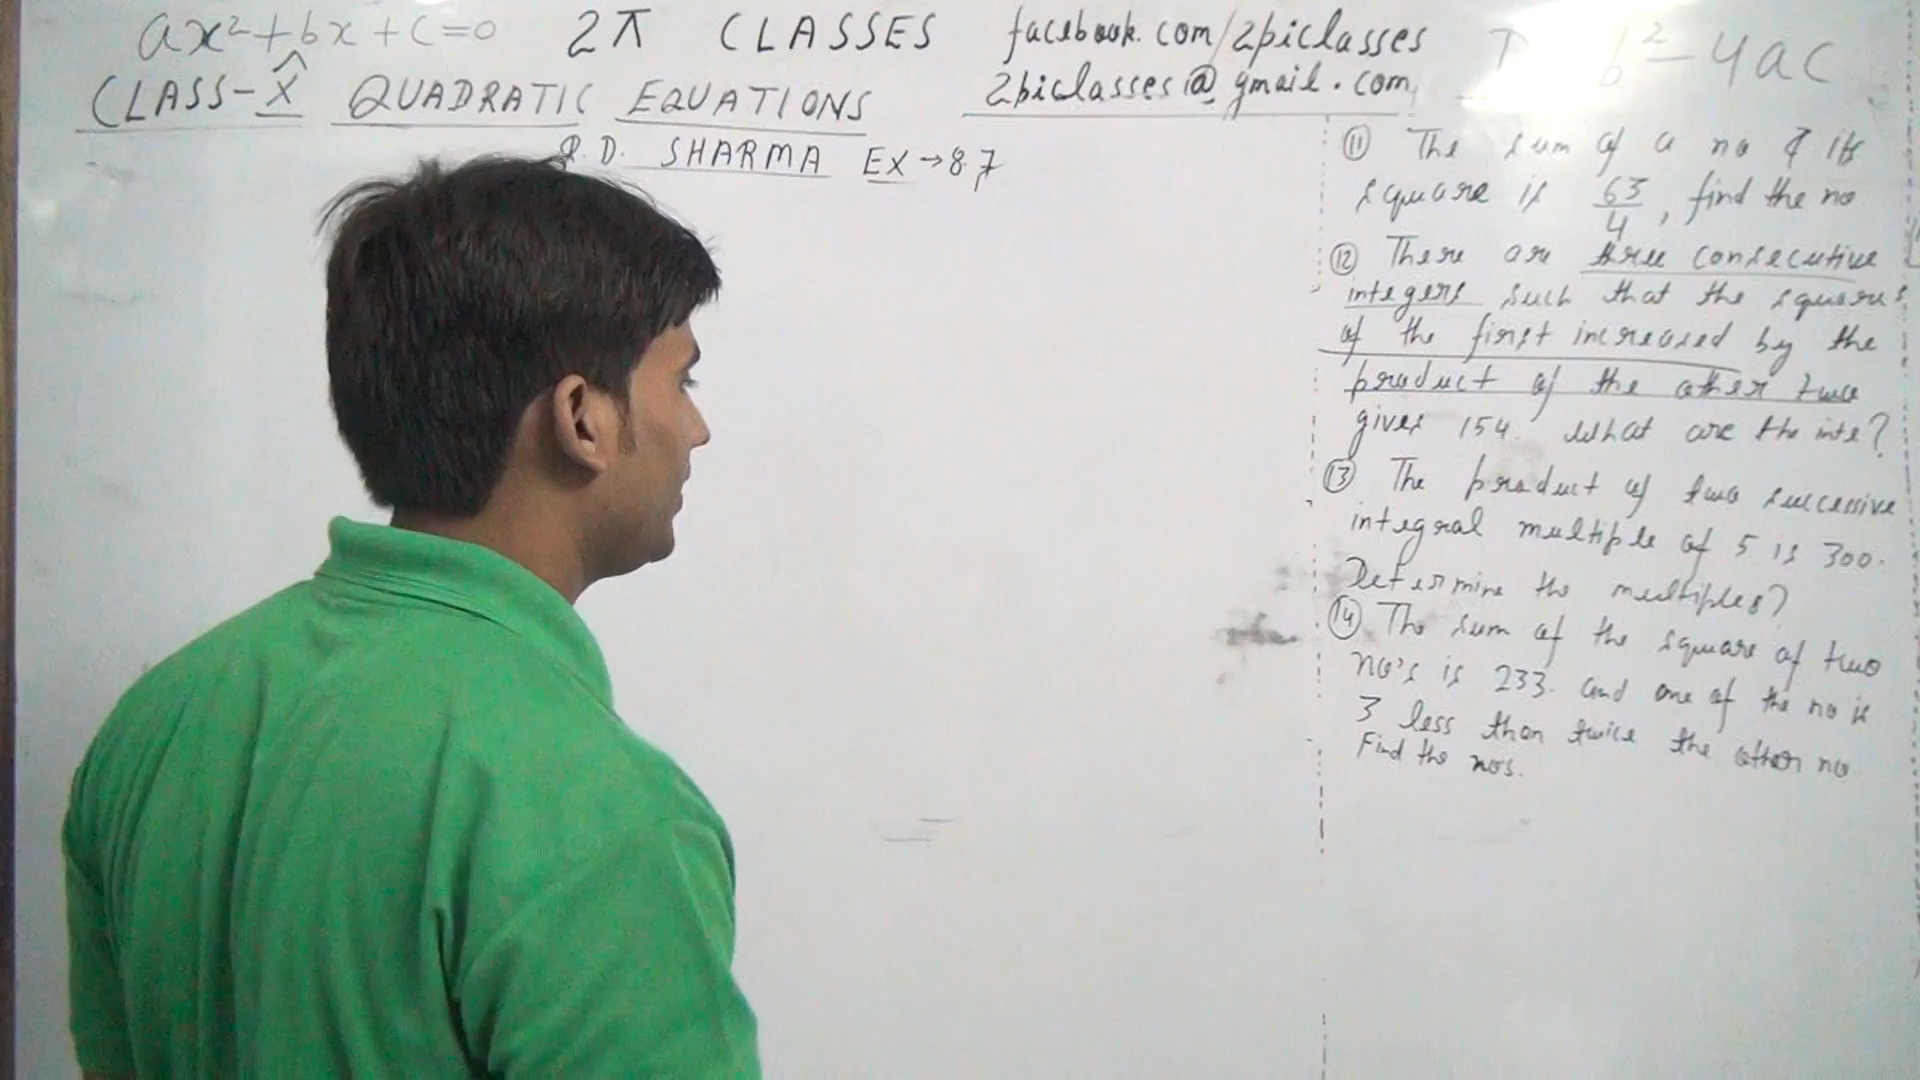 ax²+bx+c=0
2π CLASSES
facebook.com/2piclasses
b²-4ac
CLASS-X QUADRATIC EQUATIONS
2piclasses@gmail.com
R.D. SHARMA EX→8.7
(11) The sum of a no & its
square is 63/4, find the no
(12) There are three consecutive
integers such that the square
of the first increased by the
product of the other two
gives 154. What are the inte?
(13) The product of two successive
integral multiple of 5 is 300.
Determine the multiples?
(14) The sum of the square of two
no's is 233. and one of the no is
3 less than twice the other no
Find the nos.